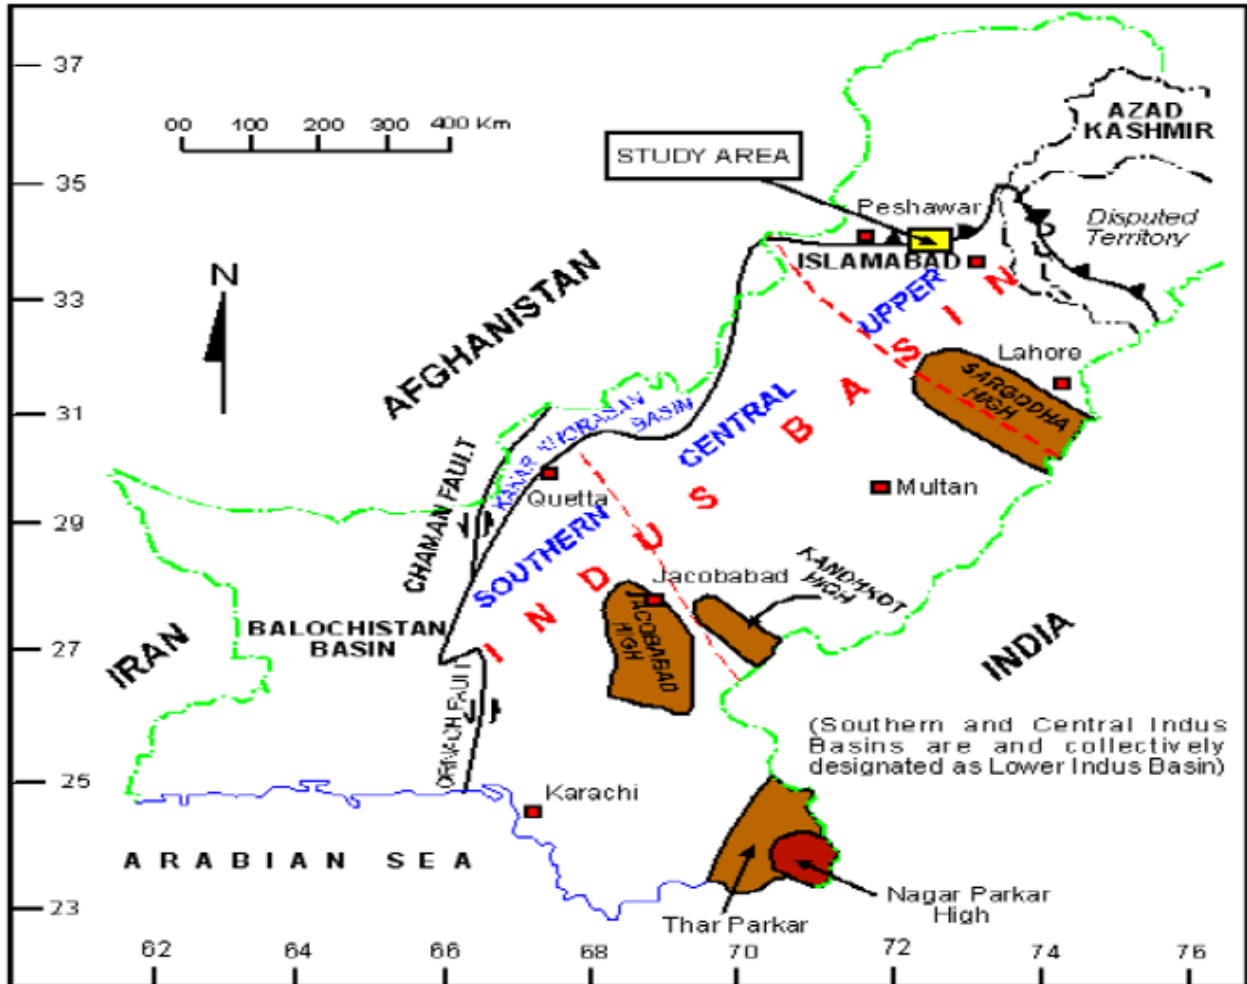 37
AZAD
KASHMIR
00 100 200 300 400 Km
STUDY AREA
35
Peshawar
Disputed
Territory
ISLAMABAD
N
33
UPPER
AFGHANISTAN
Lahore
SARGODHA
HIGH
31
BASIN
CENTRAL
INDUS BASIN
CHAMAN FAULT
Quetta
Multan
29
SOUTHERN
Jacobabad
HIGH
JACOBABAD
HIGH
BALOCHISTAN
BASIN
27
IRAN
INDIA
FAULT
(Southern and Central Indus
Basins are and collectively
designated as Lower Indus Basin)
25
Karachi
ARABIAN SEA
Nagar Parkar
High
Thar Parkar
23
62 64 66 68 70 72 74 76